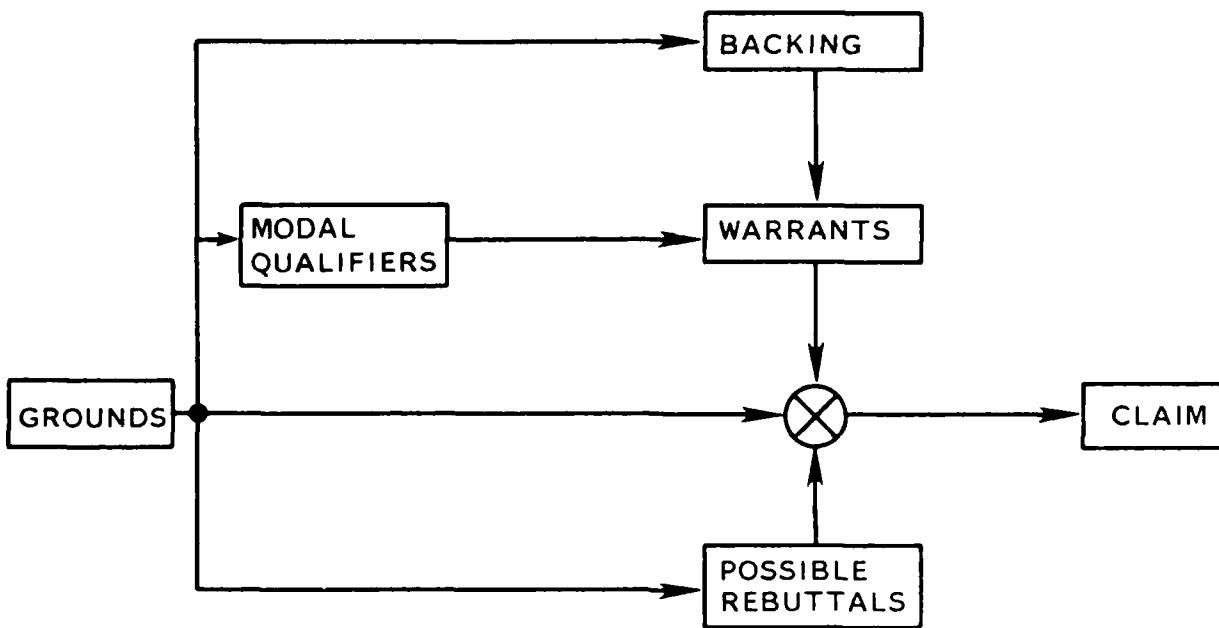 BACKING
MODAL
QUALIFIERS
WARRANTS
GROUNDS
CLAIM
POSSIBLE
REBUTTALS